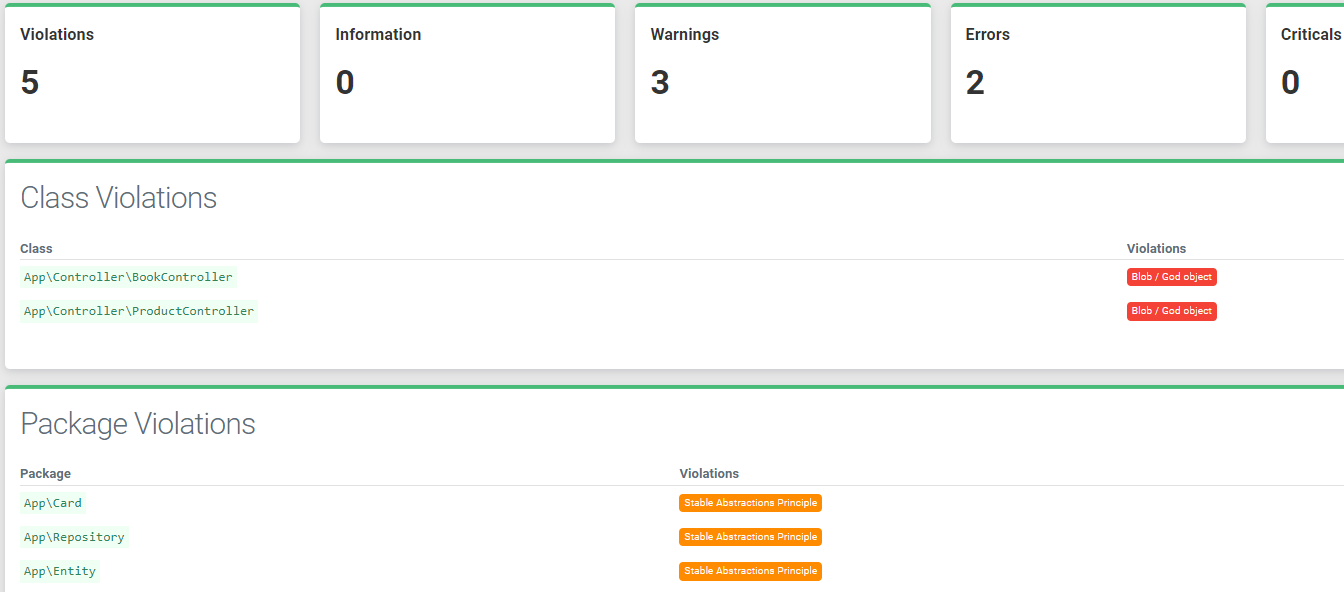 Violations
5
Information
0
Warnings
3
Errors
2
Criticals
0
Class Violations
Class Violations
App\Controller\BookController Blob / God object
App\Controller\ProductController Blob / God object
Package Violations
Package Violations
App\Card Stable Abstractions Principle
App\Repository Stable Abstractions Principle
App\Entity Stable Abstractions Principle